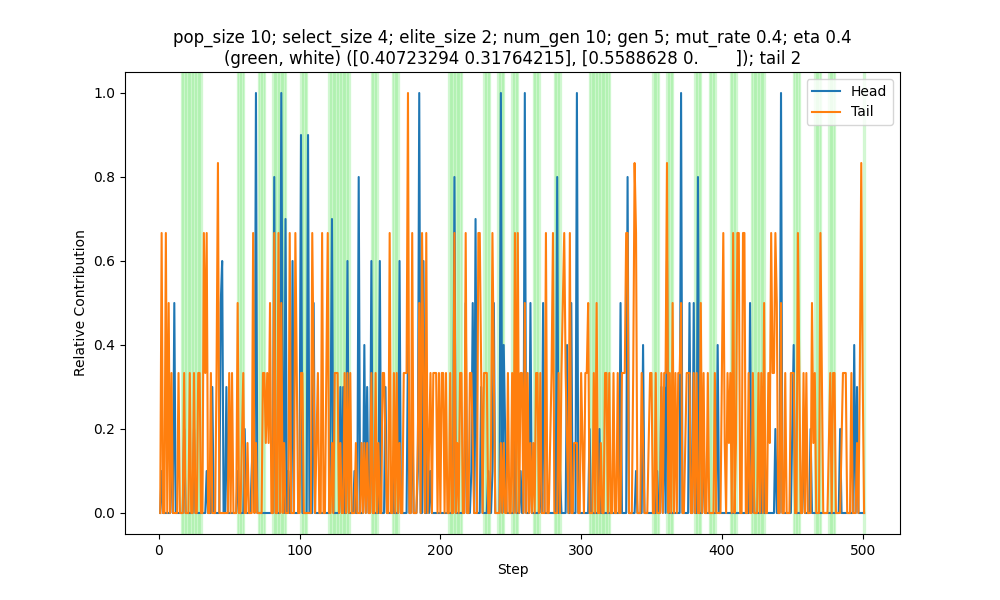 pop_size 10; select_size 4; elite_size 2; num_gen 10; gen 5; mut_rate 0.4; eta 0.4
(green, white) ([0.40723294 0.31764215], [0.5588628 0.       ]); tail 2
Head
Tail
1.0
0.8
0.6
0.4
0.2
0.0
Relative Contribution
0
100
200
300
400
500
Step